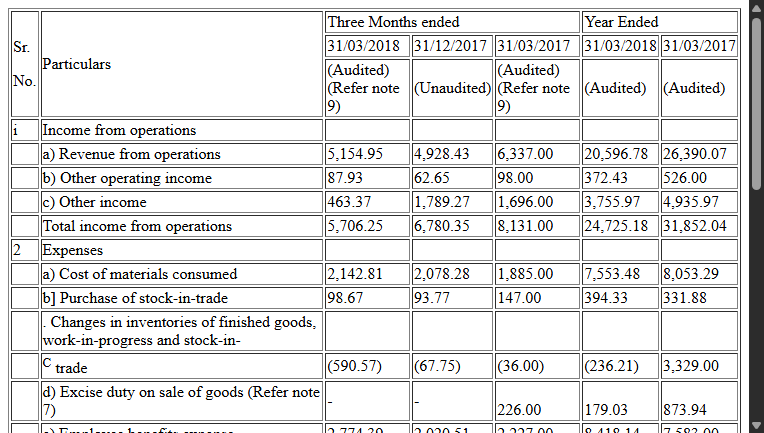 Three Months ended Year Ended
Sr. No. Particulars 31/03/2018 31/12/2017 31/03/2017 31/03/2018 31/03/2017
(Audited) (Refer note 9) (Unaudited) (Audited) (Refer note 9) (Audited) (Audited)
i Income from operations
a) Revenue from operations 5,154.95 4,928.43 6,337.00 20,596.78 26,390.07
b) Other operating income 87.93 62.65 98.00 372.43 526.00
c) Other income 463.37 1,789.27 1,696.00 3,755.97 4,935.97
Total income from operations 5,706.25 6,780.35 8,131.00 24,725.18 31,852.04
2 Expenses
a) Cost of materials consumed 2,142.81 2,078.28 1,885.00 7,553.48 8,053.29
b] Purchase of stock-in-trade 98.67 93.77 147.00 394.33 331.88
. Changes in inventories of finished goods,
work-in-progress and stock-in-
C trade (590.57) (67.75) (36.00) (236.21) 3,329.00
d) Excise duty on sale of goods (Refer note
7) - - 226.00 179.03 873.94